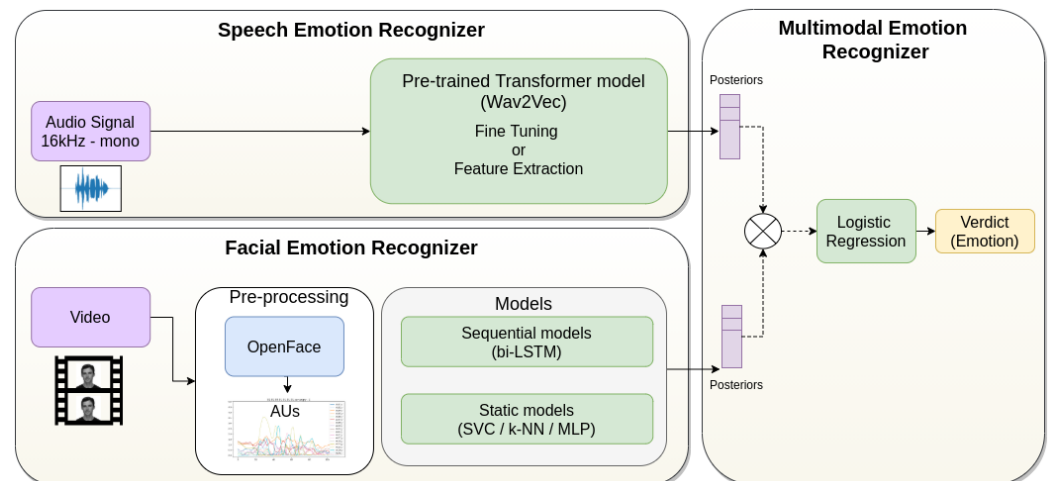 Speech Emotion Recognizer
Audio Signal
16kHz - mono
Pre-trained Transformer model
(Wav2Vec)
Fine Tuning
or
Feature Extraction
Facial Emotion Recognizer
Video
Pre-processing
OpenFace
AUs
Models
Sequential models
(bi-LSTM)
Static models
(SVC / k-NN / MLP)
Multimodal Emotion
Recognizer
Posteriors
Logistic
Regression
Verdict
(Emotion)
Posteriors